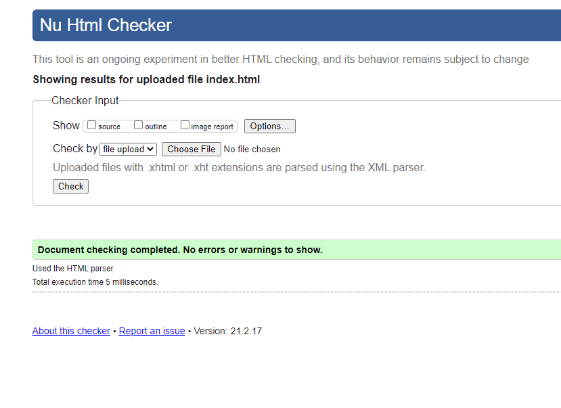 Nu Html Checker
This tool is an ongoing experiment in better HTML checking, and its behavior remains subject to change
Showing results for uploaded file index.html
Checker Input
Show source outline image report Options...
Check by file upload Choose File No file chosen
Uploaded files with .xhtml or .xht extensions are parsed using the XML parser.
Check
Document checking completed. No errors or warnings to show.
Used the HTML parser.
Total execution time 5 milliseconds.
About this checker • Report an issue • Version: 21.2.17